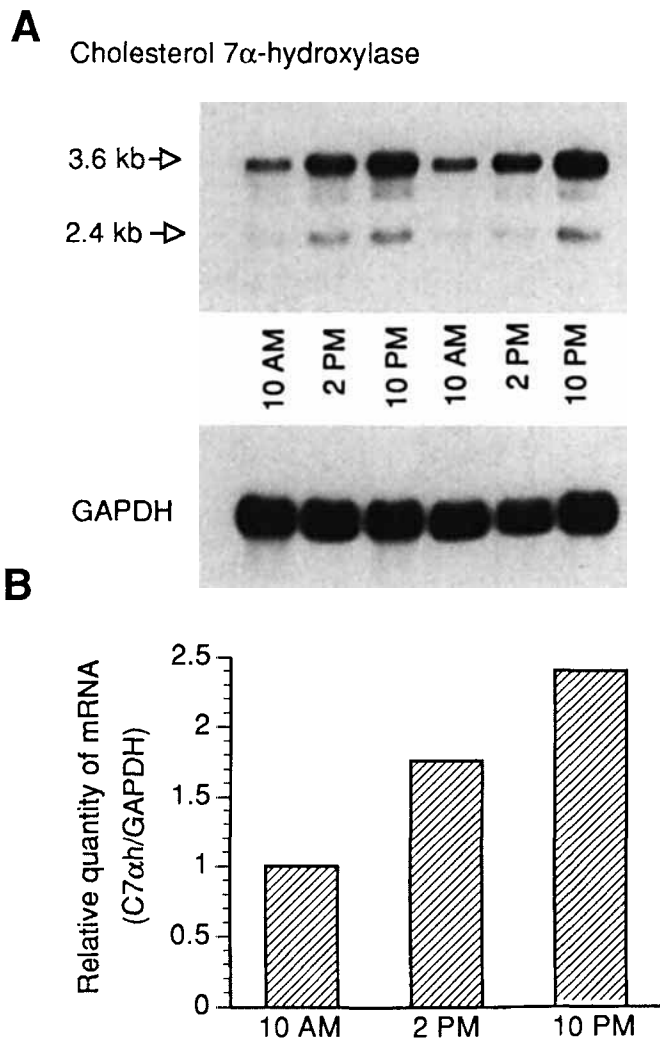 A
Cholesterol 7α-hydroxylase
3.6 kb
2.4 kb
10 AM
2 PM
10 PM
10 AM
2 PM
10 PM
GAPDH
B
Relative quantity of mRNA
(C7αh/GAPDH)
2.5
2
1.5
1
0.5
0
10 AM
2 PM
10 PM